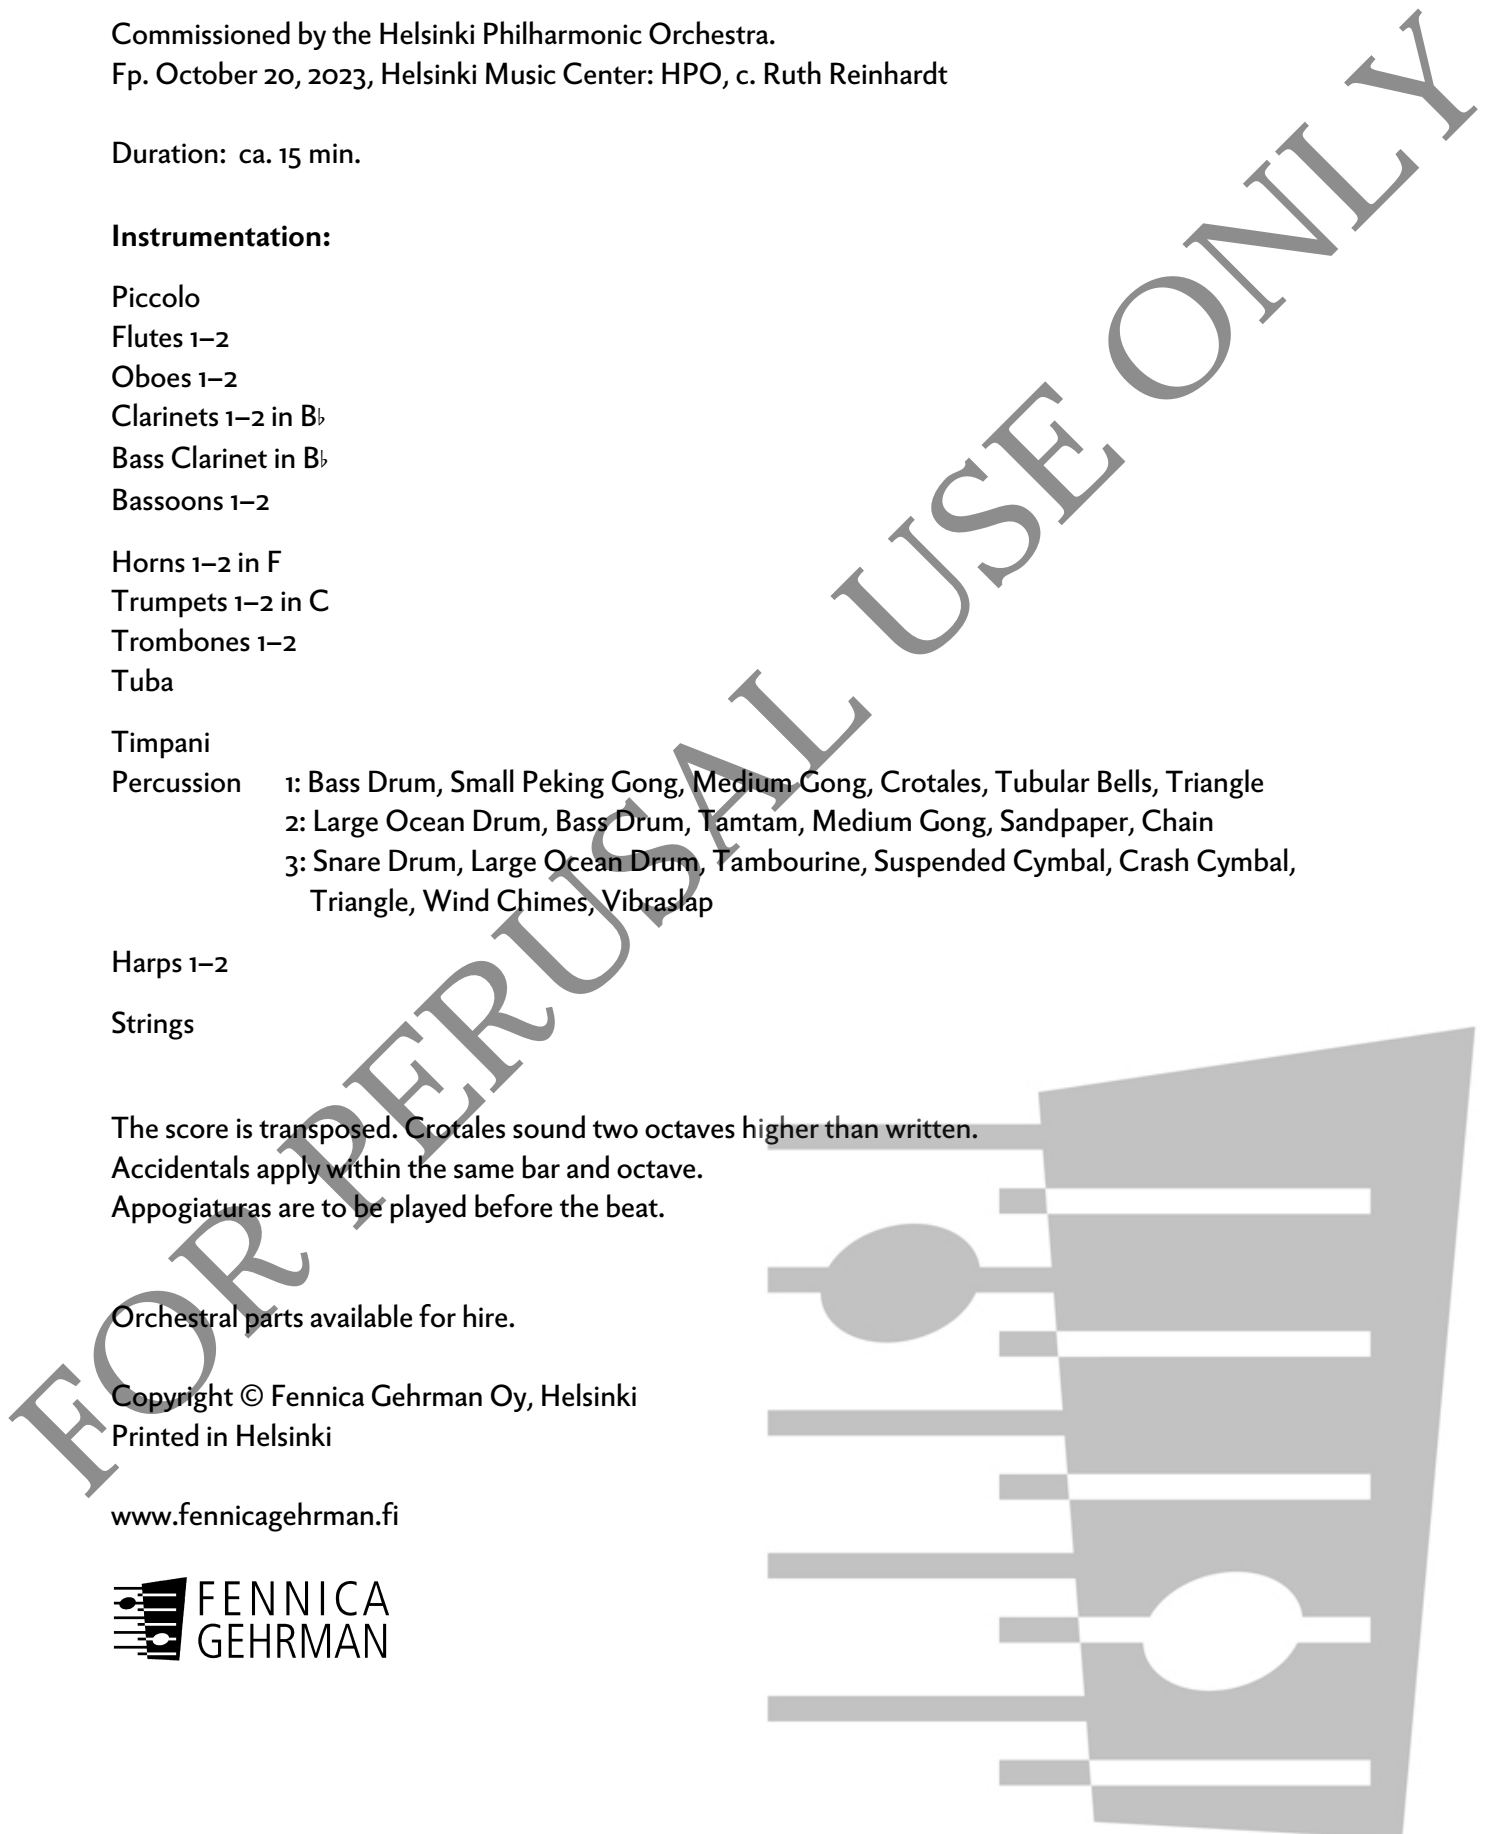 Commissioned by the Helsinki Philharmonic Orchestra.
Fp. October 20, 2023, Helsinki Music Center: HPO, c. Ruth Reinhardt
Duration: ca. 15 min.
Instrumentation:
Piccolo
Flutes 1–2
Oboes 1–2
Clarinets 1–2 in B♭
Bass Clarinet in B♭
Bassoons 1–2
Horns 1–2 in F
Trumpets 1–2 in C
Trombones 1–2
Tuba
Timpani
Percussion 1: Bass Drum, Small Peking Gong, Medium Gong, Crotales, Tubular Bells, Triangle
2: Large Ocean Drum, Bass Drum, Tamtam, Medium Gong, Sandpaper, Chain
3: Snare Drum, Large Ocean Drum, Tambourine, Suspended Cymbal, Crash Cymbal,
Triangle, Wind Chimes, Vibraslap
Harps 1–2
Strings
The score is transposed. Crotales sound two octaves higher than written.
Accidentals apply within the same bar and octave.
Appogiaturas are to be played before the beat.
Orchestral parts available for hire.
Copyright © Fennica Gehrman Oy, Helsinki
Printed in Helsinki
www.fennicagehrman.fi
FENNICA
GEHRMAN
FOR PERUSAL USE ONLY